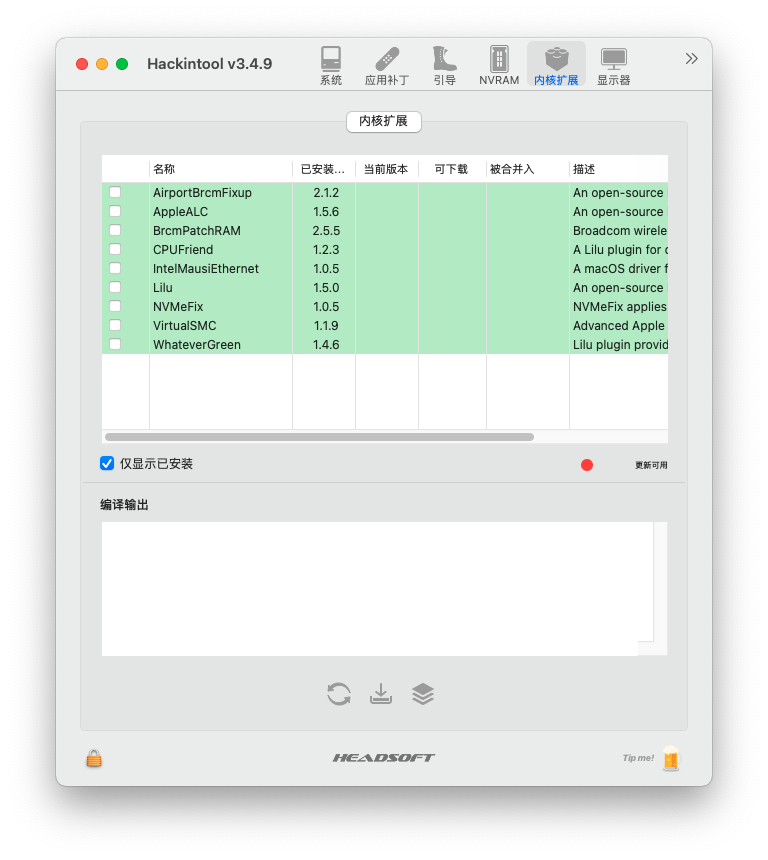 Hackintool v3.4.9
系统 应用补丁 引导 NVRAM 内核扩展 显示器
内核扩展
名称 已安装... 当前版本 可下载 被合并入 描述
AirportBrcmFixup 2.1.2 An open-source
AppleALC 1.5.6 An open-source
BrcmPatchRAM 2.5.5 Broadcom wirele
CPUFriend 1.2.3 A Lilu plugin for c
IntelMausiEthernet 1.0.5 A macOS driver f
Lilu 1.5.0 An open-source
NVMeFix 1.0.5 NVMeFix applies
VirtualSMC 1.1.9 Advanced Apple
WhateverGreen 1.4.6 Lilu plugin provid
仅显示已安装 更新可用
编译输出
HEADSOFT Tip me!